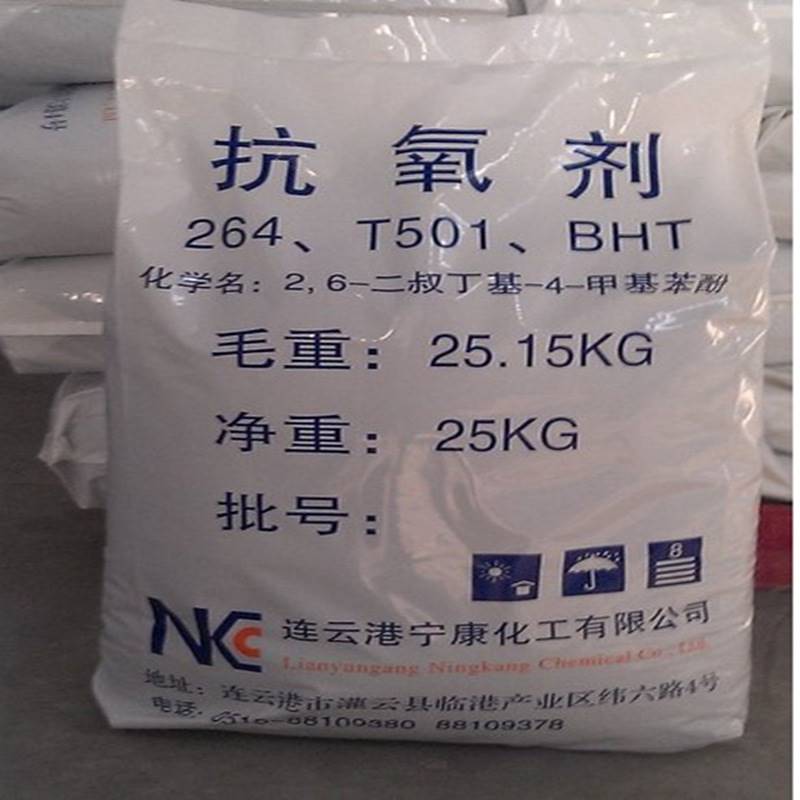 抗氧剂
264、T501、BHT
化学名：2,6-二叔丁基-4-甲基苯酚
毛重：25.15KG
净重：25KG
批号：
8
NKC 连云港宁康化工有限公司
Lianyungang Ningkang Chemical Co.,Ltd.
地址：连云港市灌云县临港产业区纬六路4号
电话：0518-88109380 88109378